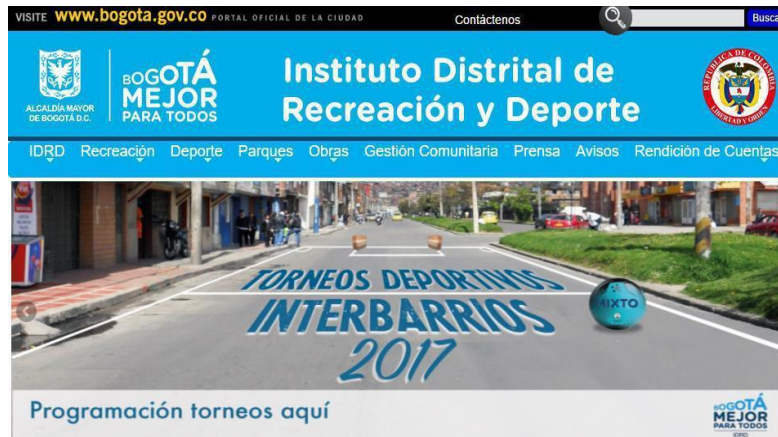 VISITE www.bogota.gov.co PORTAL OFICIAL DE LA CIUDAD
Contáctenos
Busca
ALCALDÍA MAYOR
DE BOGOTÁ D.C.
BOGOTÁ
MEJOR
PARA TODOS
Instituto Distrital de
Recreación y Deporte
REPUBLICA DE COLOMBIA
LIBERTAD Y ORDEN
IDRD Recreación Deporte Parques Obras Gestión Comunitaria Prensa Avisos Rendición de Cuentas
TORNEOS DEPORTIVOS
INTERBARRIOS
2017
MIXTO
Programación torneos aquí
BOGOTÁ
MEJOR
PARA TODOS
IDRD